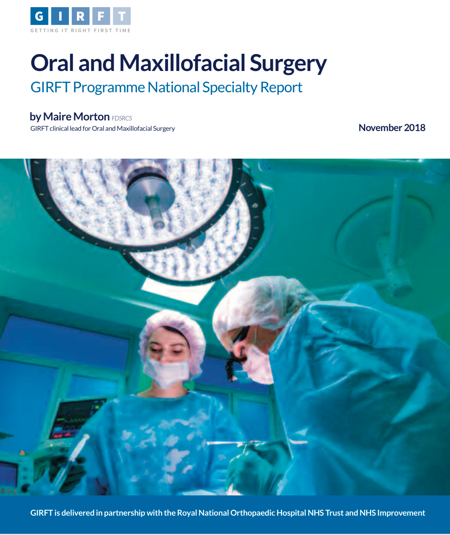 GIRFT
GETTING IT RIGHT FIRST TIME
Oral and Maxillofacial Surgery
GIRFT Programme National Specialty Report
by Maire Morton FDSRCS
GIRFT clinical lead for Oral and Maxillofacial Surgery
November 2018
GIRFT is delivered in partnership with the Royal National Orthopaedic Hospital NHS Trust and NHS Improvement